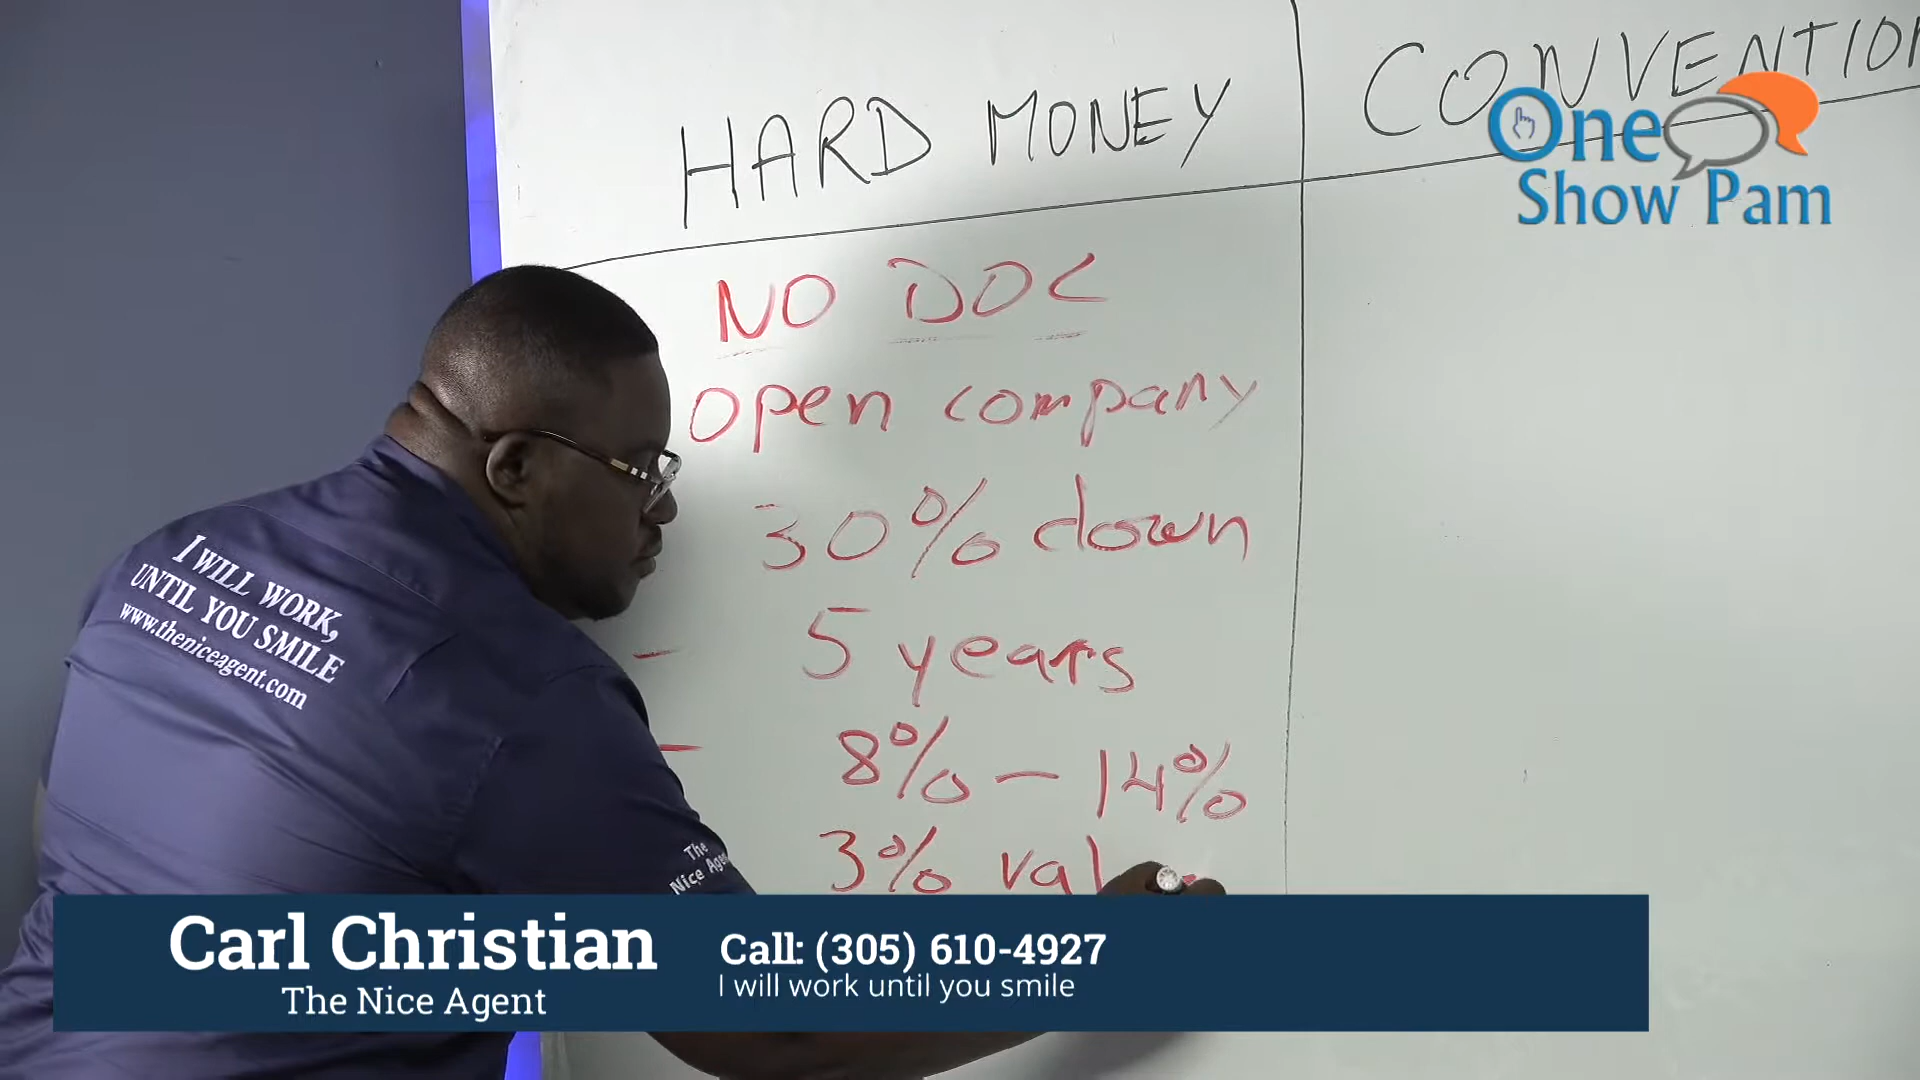 HARD MONEY
CONVENTION
One
Show Pam
NO DOC
open company
30% down
- 5 years
- 8% - 14%
3% val
I WILL WORK,
UNTIL YOU SMILE
www.theniceagent.com
The
Nice Agen
Carl Christian
The Nice Agent
Call: (305) 610-4927
I will work until you smile